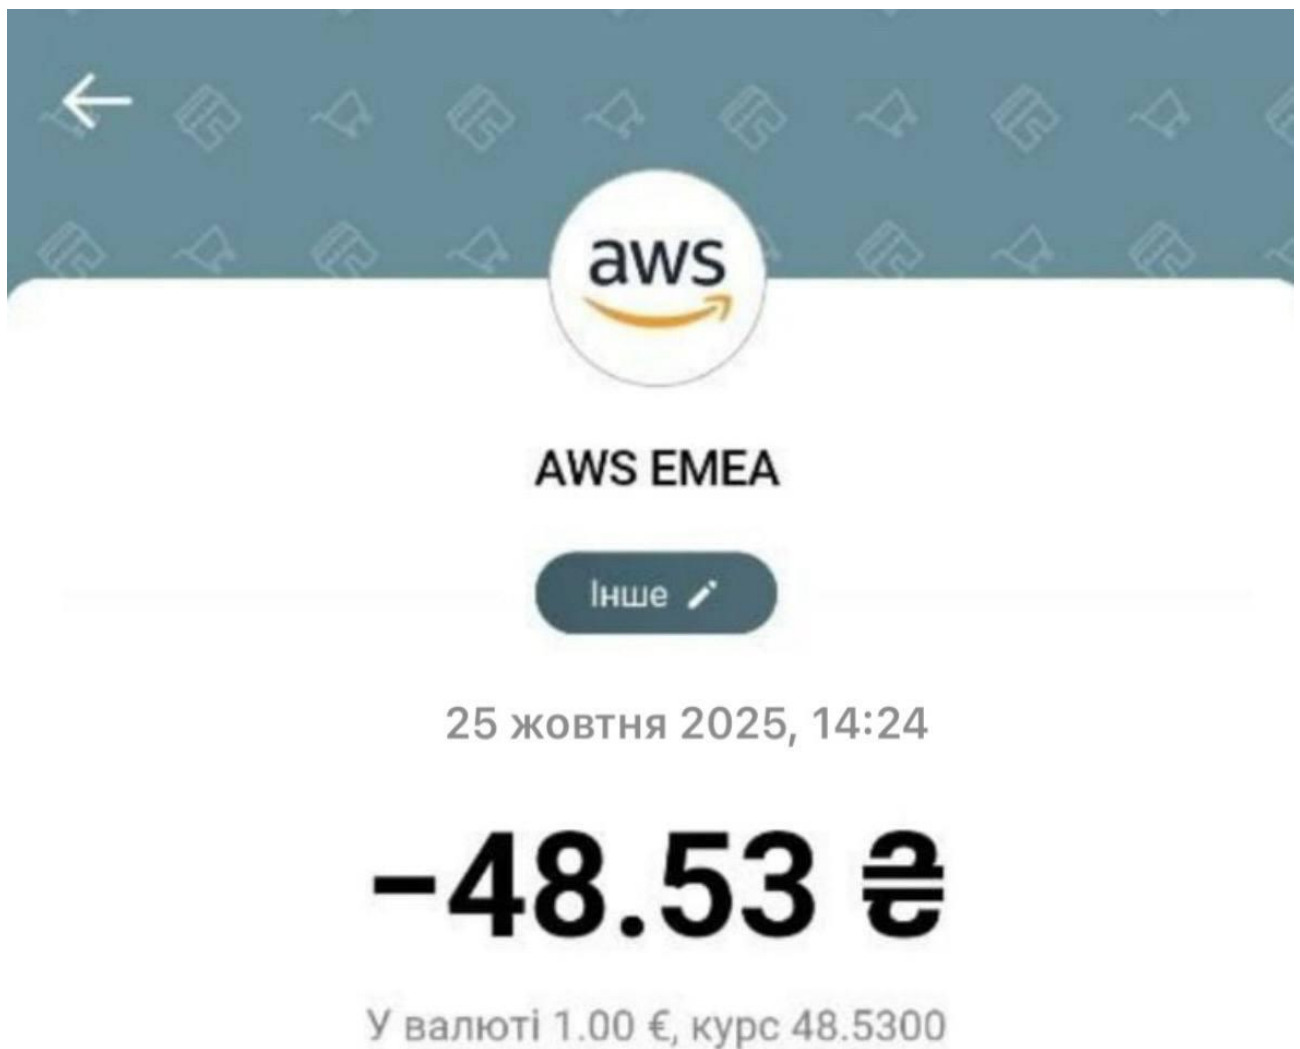 aws
AWS EMEA
Інше
25 жовтня 2025, 14:24
−48.53 ₴
У валюті 1.00 €, курс 48.5300